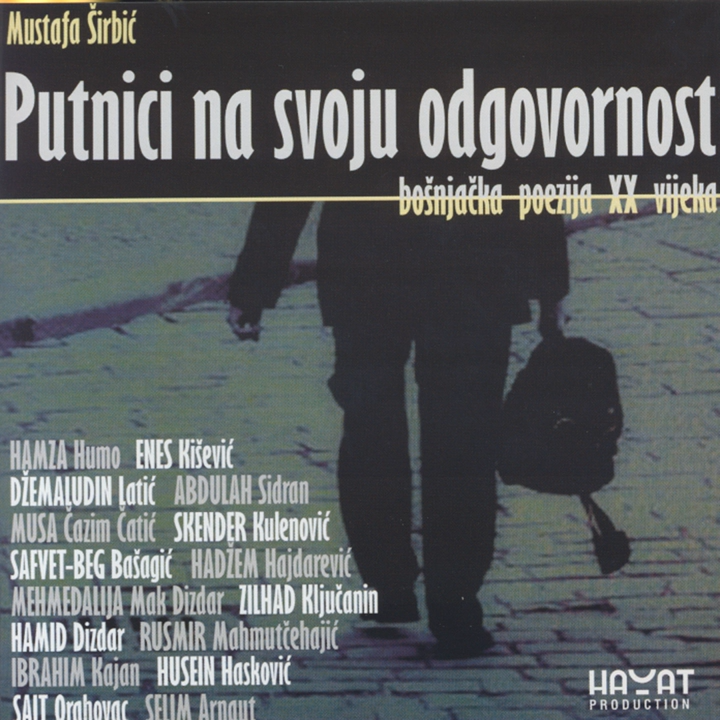 Mustafa Širbić
Putnici na svoju odgovornost
bošnjačka poezija XX vijeka
HAMZA Humo ENES Kišević
DŽEMALUDIN Latić ABDULAH Sidran
MUSA Ćazim Ćatić SKENDER Kulenović
SAFVET-BEG Bašagić HADŽEM Hajdarević
MEHMEDALIJA Mak Dizdar ZILHAD Ključanin
HAMID Dizdar RUSMIR Mahmutčehajić
IBRAHIM Kajan HUSEIN Hasković
SAIT Orahovac SELIM Arnaut
HAYAT
PRODUCTION